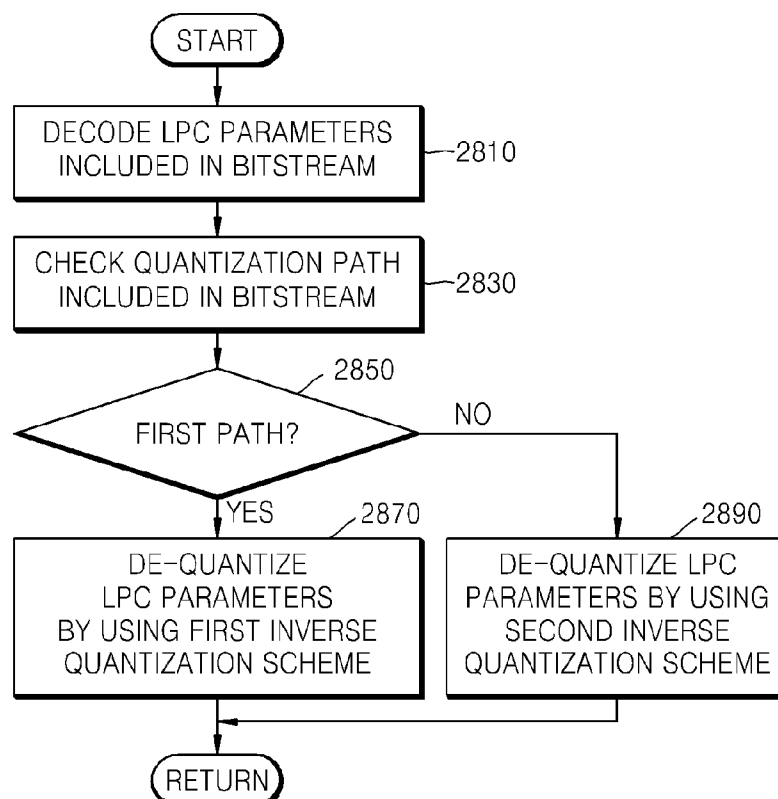 START
DECODE LPC PARAMETERS
INCLUDED IN BITSTREAM
2810
CHECK QUANTIZATION PATH
INCLUDED IN BITSTREAM
2830
2850
FIRST PATH?
NO
YES
2870
DE-QUANTIZE
LPC PARAMETERS
BY USING FIRST INVERSE
QUANTIZATION SCHEME
2890
DE-QUANTIZE LPC
PARAMETERS BY USING
SECOND INVERSE
QUANTIZATION SCHEME
RETURN